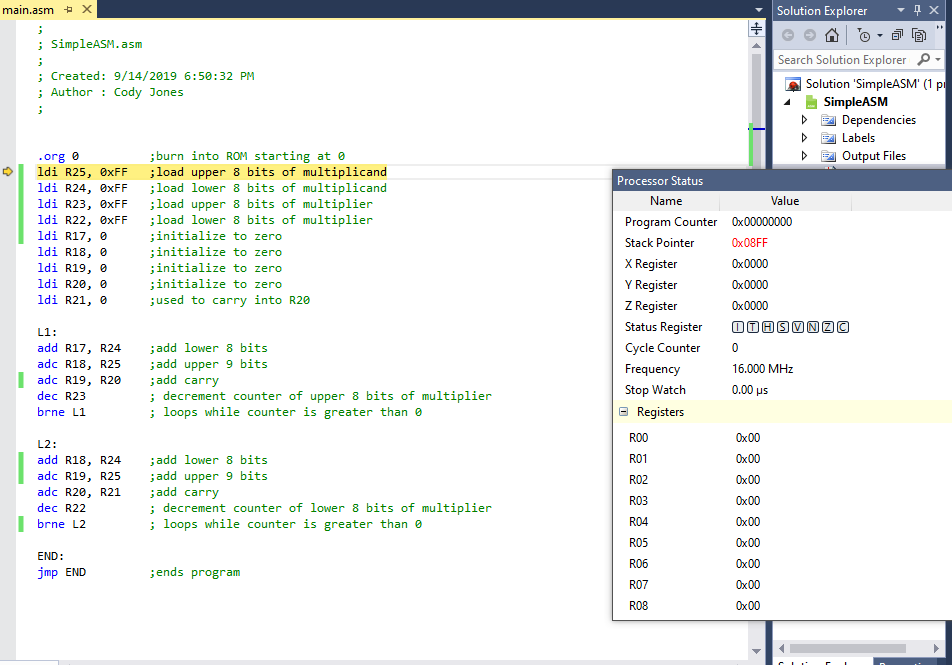 main.asm
;
; SimpleASM.asm
;
; Created: 9/14/2019 6:50:32 PM
; Author : Cody Jones
;
.org 0 ;burn into ROM starting at 0
ldi R25, 0xFF ;load upper 8 bits of multiplicand
ldi R24, 0xFF ;load lower 8 bits of multiplicand
ldi R23, 0xFF ;load upper 8 bits of multiplier
ldi R22, 0xFF ;load lower 8 bits of multiplier
ldi R17, 0 ;initialize to zero
ldi R18, 0 ;initialize to zero
ldi R19, 0 ;initialize to zero
ldi R20, 0 ;initialize to zero
ldi R21, 0 ;used to carry into R20
L1:
add R17, R24 ;add lower 8 bits
adc R18, R25 ;add upper 9 bits
adc R19, R20 ;add carry
dec R23 ; decrement counter of upper 8 bits of multiplier
brne L1 ; loops while counter is greater than 0
L2:
add R18, R24 ;add lower 8 bits
adc R19, R25 ;add upper 9 bits
adc R20, R21 ;add carry
dec R22 ; decrement counter of lower 8 bits of multiplier
brne L2 ; loops while counter is greater than 0
END:
jmp END ;ends program
Solution Explorer
Search Solution Explorer
Solution 'SimpleASM' (1 pr
SimpleASM
Dependencies
Labels
Output Files
Processor Status
Name Value
Program Counter 0x00000000
Stack Pointer 0x08FF
X Register 0x0000
Y Register 0x0000
Z Register 0x0000
Status Register I T H S V N Z C
Cycle Counter 0
Frequency 16.000 MHz
Stop Watch 0.00 µs
Registers
R00 0x00
R01 0x00
R02 0x00
R03 0x00
R04 0x00
R05 0x00
R06 0x00
R07 0x00
R08 0x00